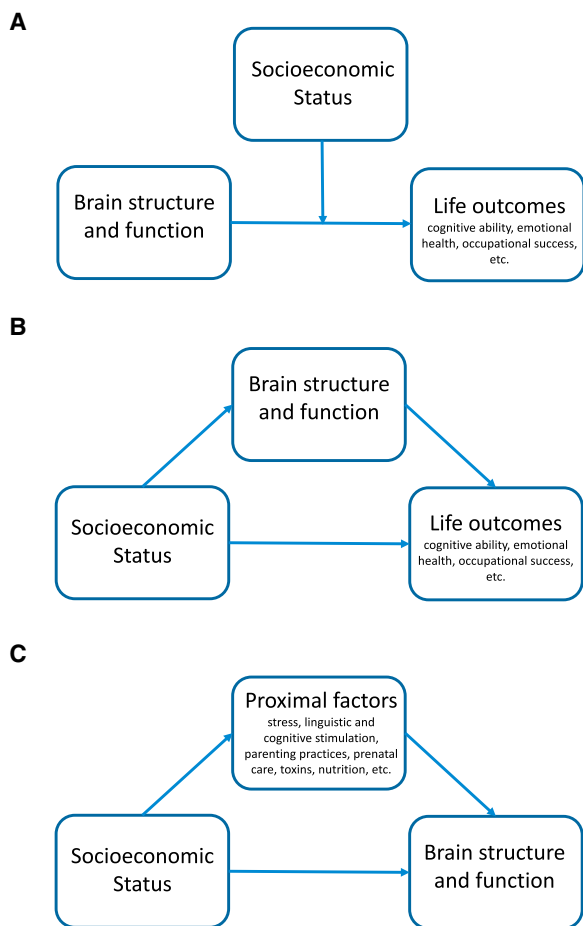 A
Socioeconomic
Status
Brain structure
and function
Life outcomes
cognitive ability, emotional
health, occupational success,
etc.
B
Brain structure
and function
Socioeconomic
Status
Life outcomes
cognitive ability, emotional
health, occupational success,
etc.
C
Proximal factors
stress, linguistic and
cognitive stimulation,
parenting practices, prenatal
care, toxins, nutrition, etc.
Socioeconomic
Status
Brain structure
and function